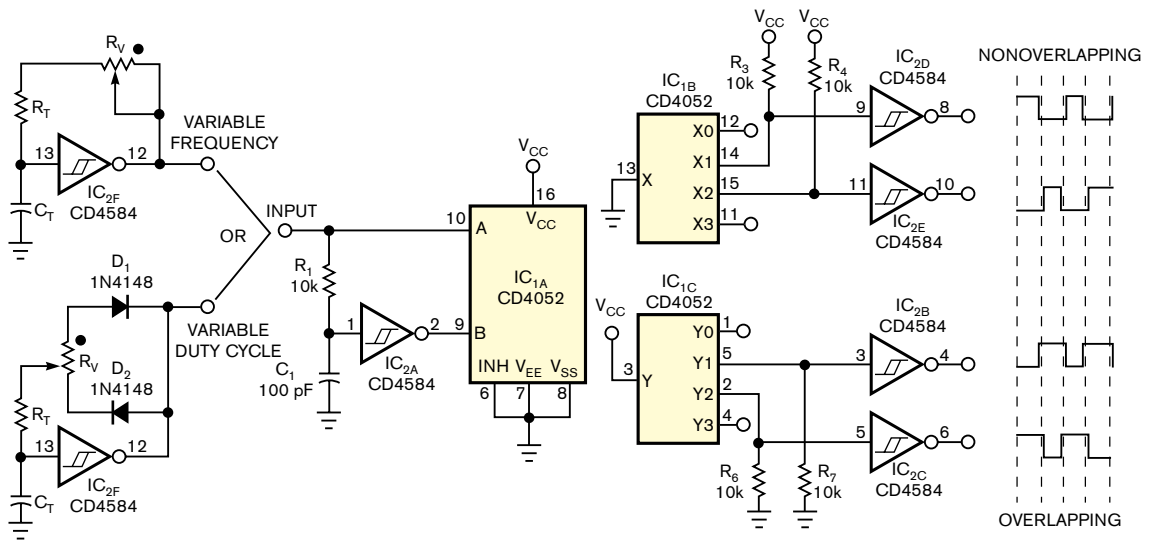 R_V
R_T
13
12
IC_2F
CD4584
C_T
VARIABLE
FREQUENCY
OR
INPUT
D_1
1N4148
VARIABLE
DUTY CYCLE
R_V
D_2
1N4148
R_T
13
12
IC_2F
CD4584
C_T
R_1
10k
C_1
100 pF
1
2
IC_2A
CD4584
V_CC
16
V_CC
10
A
IC_1A
CD4052
9
B
INH V_EE V_SS
6
7
8
IC_1B
CD4052
13
X
X0
12
X1
14
X2
15
X3
11
V_CC
V_CC
R_3
10k
R_4
10k
IC_2D
CD4584
9
8
11
10
IC_2E
CD4584
V_CC
IC_1C
CD4052
3
Y
Y0
1
Y1
5
Y2
2
Y3
4
R_6
10k
R_7
10k
IC_2B
CD4584
3
4
5
6
IC_2C
CD4584
NONOVERLAPPING
OVERLAPPING